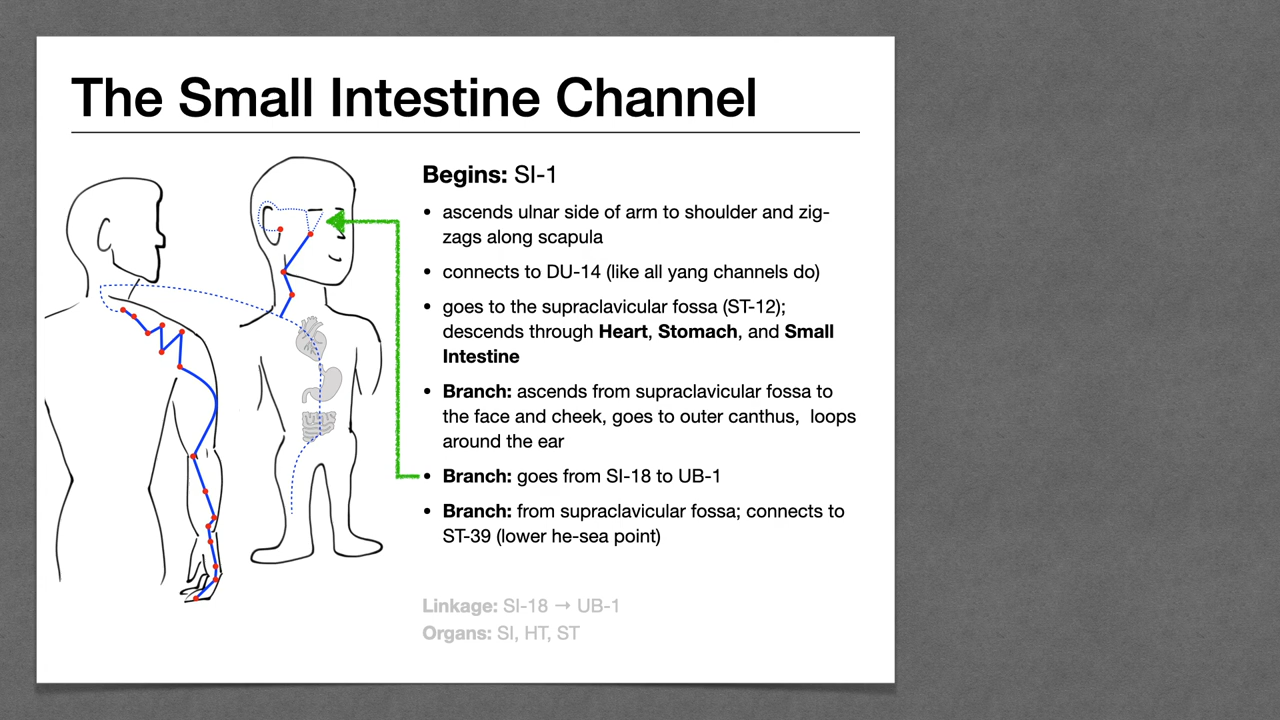 The Small Intestine Channel
Begins: SI-1
• ascends ulnar side of arm to shoulder and zig-
zags along scapula
• connects to DU-14 (like all yang channels do)
• goes to the supraclavicular fossa (ST-12);
descends through Heart, Stomach, and Small
Intestine
• Branch: ascends from supraclavicular fossa to
the face and cheek, goes to outer canthus,  loops
around the ear
• Branch: goes from SI-18 to UB-1
• Branch: from supraclavicular fossa; connects to
ST-39 (lower he-sea point)
Linkage: SI-18 → UB-1
Organs: SI, HT, ST